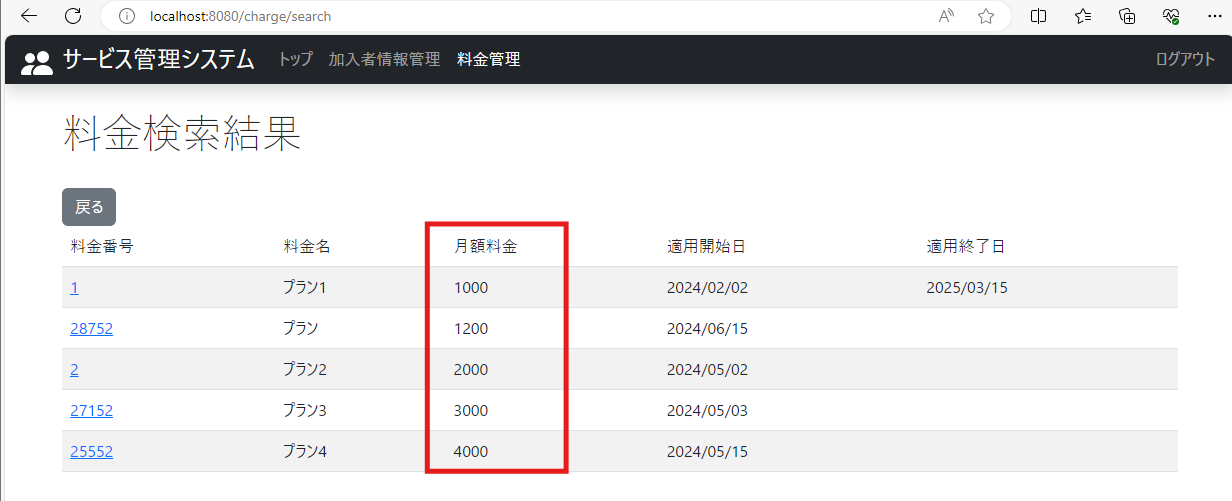 localhost:8080/charge/search
サービス管理システム トップ 加入者情報管理 料金管理 ログアウト
料金検索結果
戻る
料金番号 料金名 月額料金 適用開始日 適用終了日
1 プラン1 1000 2024/02/02 2025/03/15
28752 プラン 1200 2024/06/15
2 プラン2 2000 2024/05/02
27152 プラン3 3000 2024/05/03
25552 プラン4 4000 2024/05/15